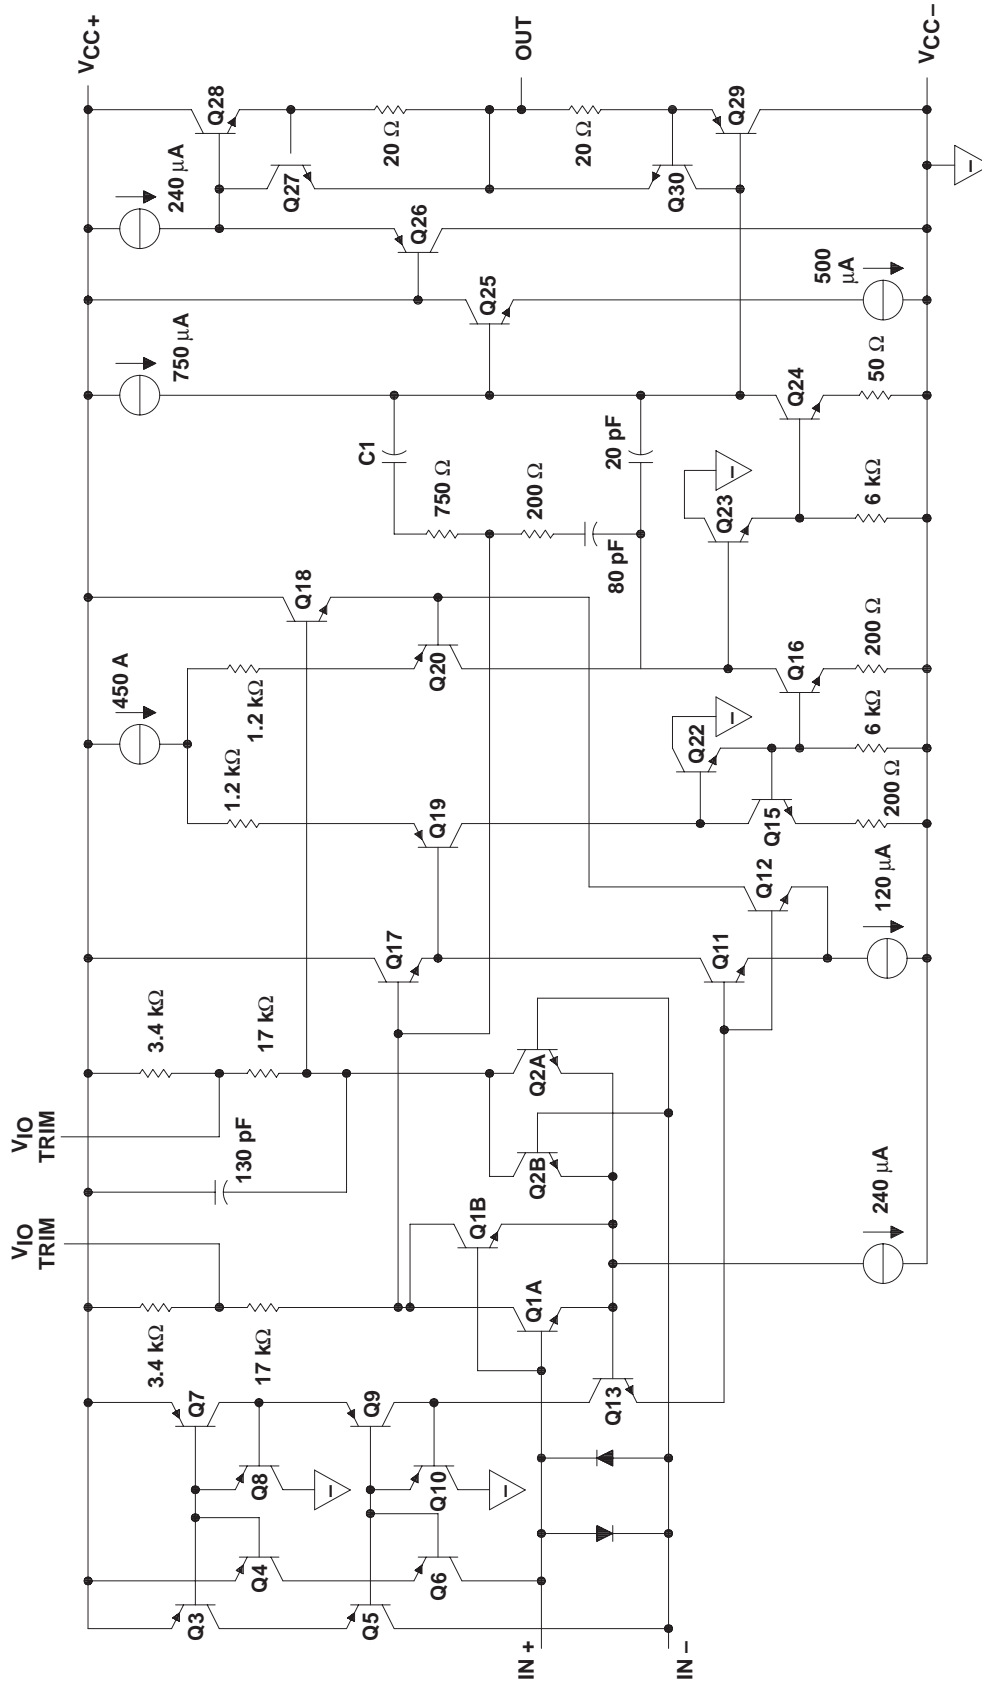 VCC+
VIO
TRIM
VIO
TRIM
3.4 kΩ
3.4 kΩ
130 pF
17 kΩ
17 kΩ
450 A
1.2 kΩ
1.2 kΩ
750 µA
240 µA
Q3
Q4
Q7
Q8
Q5
Q6
Q9
Q10
Q13
Q1A
Q1B
Q2B
Q2A
Q17
Q19
Q20
Q18
C1
750 Ω
200 Ω
80 pF
20 pF
Q25
Q26
Q27
Q28
20 Ω
OUT
20 Ω
Q30
Q29
Q11
Q12
Q15
Q22
Q16
Q23
Q24
IN +
IN −
240 µA
120 µA
200 Ω
6 kΩ
200 Ω
6 kΩ
50 Ω
500
µA
VCC−
−
−
−
−
−